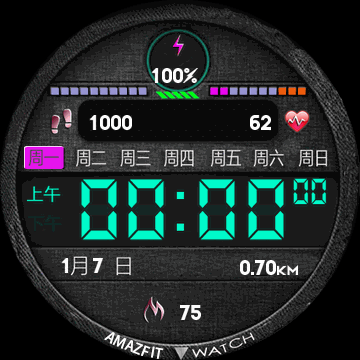 100%
1000 62
周一 周二 周三 周四 周五 周六 周日
上午 00:00 00
下午
1月7 日 0.70KM
75
AMAZFIT WATCH